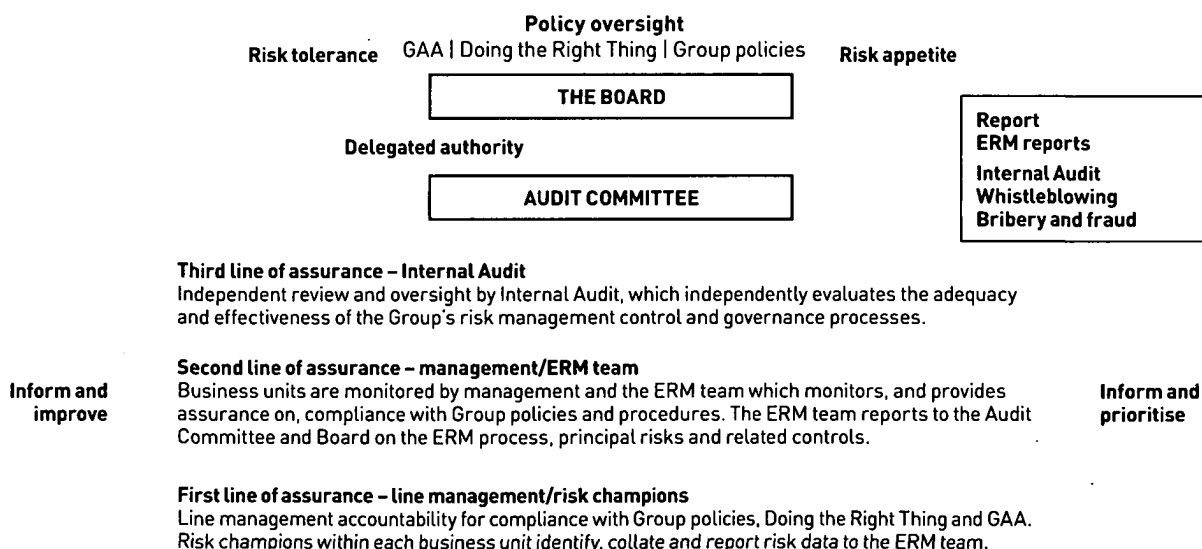 Policy oversight
Risk tolerance GAA | Doing the Right Thing | Group policies Risk appetite
THE BOARD
Delegated authority
AUDIT COMMITTEE
Report
ERM reports
Internal Audit
Whistleblowing
Bribery and fraud
Third line of assurance – Internal Audit
Independent review and oversight by Internal Audit, which independently evaluates the adequacy
and effectiveness of the Group's risk management control and governance processes.
Inform and
improve
Second line of assurance – management/ERM team
Business units are monitored by management and the ERM team which monitors, and provides
assurance on, compliance with Group policies and procedures. The ERM team reports to the Audit
Committee and Board on the ERM process, principal risks and related controls.
Inform and
prioritise
First line of assurance – line management/risk champions
Line management accountability for compliance with Group policies, Doing the Right Thing and GAA.
Risk champions within each business unit identify, collate and report risk data to the ERM team.